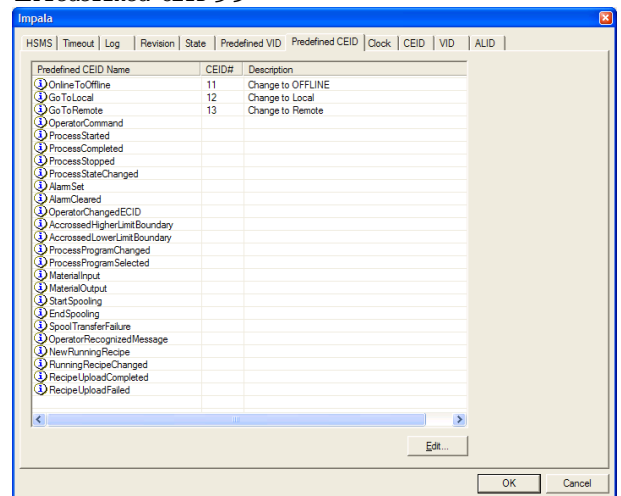 Impala
HSMS Timeout Log Revision State Predefined VID Predefined CEID Clock CEID VID ALID
Predefined CEID Name CEID# Description
OnlineToOffline 11 Change to OFFLINE
GoToLocal 12 Change to Local
GoToRemote 13 Change to Remote
OperatorCommand
ProcessStarted
ProcessCompleted
ProcessStopped
ProcessStateChanged
AlarmSet
AlarmCleared
OperatorChangedECID
AccrossedHigherLimitBoundary
AccrossedLowerLimitBoundary
ProcessProgramChanged
ProcessProgramSelected
MaterialInput
MaterialOutput
StartSpooling
EndSpooling
SpoolTransferFailure
OperatorRecognizedMessage
NewRunningRecipe
RunningRecipeChanged
RecipeUploadCompleted
RecipeUploadFailed
Edit...
OK Cancel